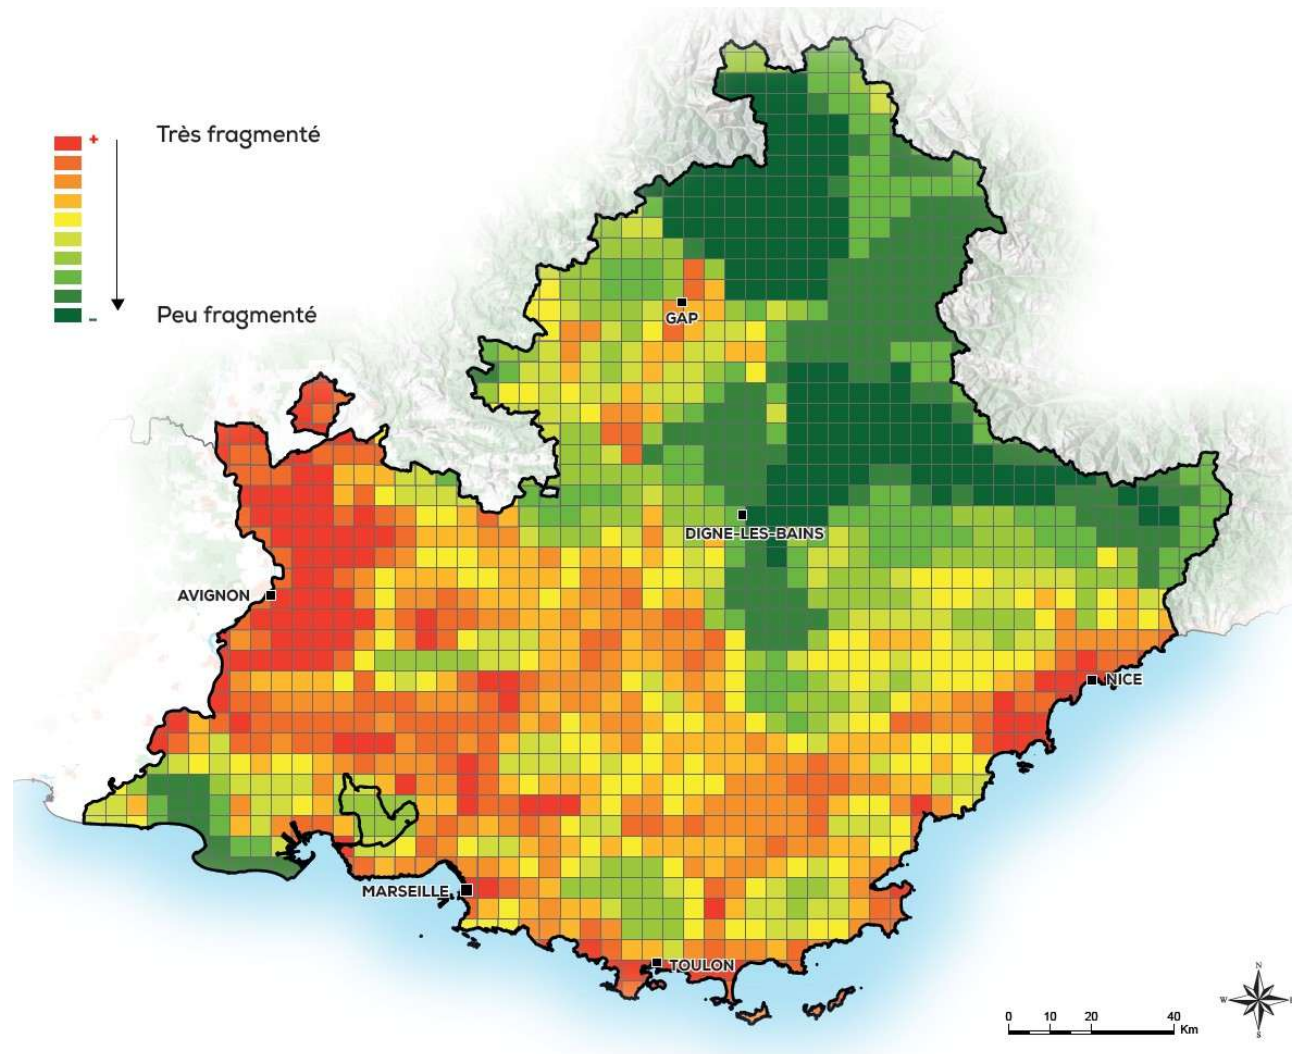 +
Très fragmenté
-
Peu fragmenté
GAP
DIGNE-LES-BAINS
AVIGNON
NICE
MARSEILLE
TOULON
N
W
E
S
0 10 20 40
Km